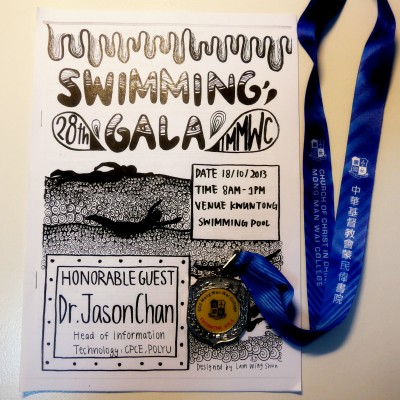 SWIMMING
28th GALA MMWC
DATE 18/10/2013
TIME 8AM-1PM
VENUE KWUNTONG
SWIMMING POOL
HONORABLE GUEST
Dr. Jason Chan
Head of Information
Technology, CPCE, POLYU
Designed by Lam Wing Shun
CHURCH OF CHRIST IN CHINA
MONG MAN WAI COLLEGE
中華基督教會蒙民偉書院